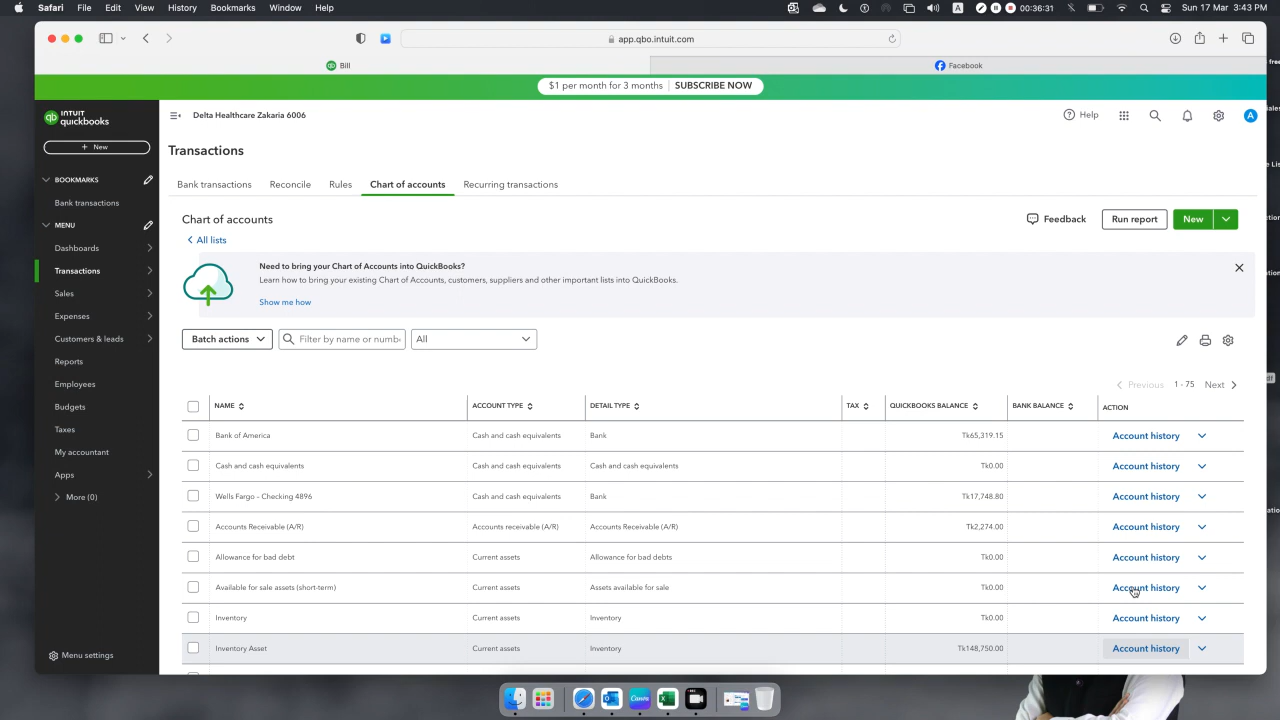 Safari File Edit View History Bookmarks Window Help 00:36:31 A Sun 17 Mar 3:43 PM
app.qbo.intuit.com
Bill Facebook
$1 per month for 3 months | SUBSCRIBE NOW
INTUIT quickbooks
Delta Healthcare Zakaria 6006
Help A
+ New
Transactions
BOOKMARKS
Bank transactions
MENU
Dashboards
Transactions
Sales
Expenses
Customers & leads
Reports
Employees
Budgets
Taxes
My accountant
Apps
More (0)
Menu settings
Bank transactions Reconcile Rules Chart of accounts Recurring transactions
Chart of accounts
Feedback Run report New
All lists
Need to bring your Chart of Accounts into QuickBooks?
Learn how to bring your existing Chart of Accounts, customers, suppliers and other important lists into QuickBooks.
Show me how
Batch actions Filter by name or numb All
Previous 1 - 75 Next
NAME ACCOUNT TYPE DETAIL TYPE TAX QUICKBOOKS BALANCE BANK BALANCE ACTION
Bank of America Cash and cash equivalents Bank Tk65,319.15 Account history
Cash and cash equivalents Cash and cash equivalents Cash and cash equivalents Tk0.00 Account history
Wells Fargo - Checking 4896 Cash and cash equivalents Bank Tk17,748.80 Account history
Accounts Receivable (A/R) Accounts receivable (A/R) Accounts Receivable (A/R) Tk2,274.00 Account history
Allowance for bad debt Current assets Allowance for bad debts Tk0.00 Account history
Available for sale assets (short-term) Current assets Assets available for sale Tk0.00 Account history
Inventory Current assets Inventory Tk0.00 Account history
Inventory Asset Current assets Inventory Tk148,750.00 Account history
Canva